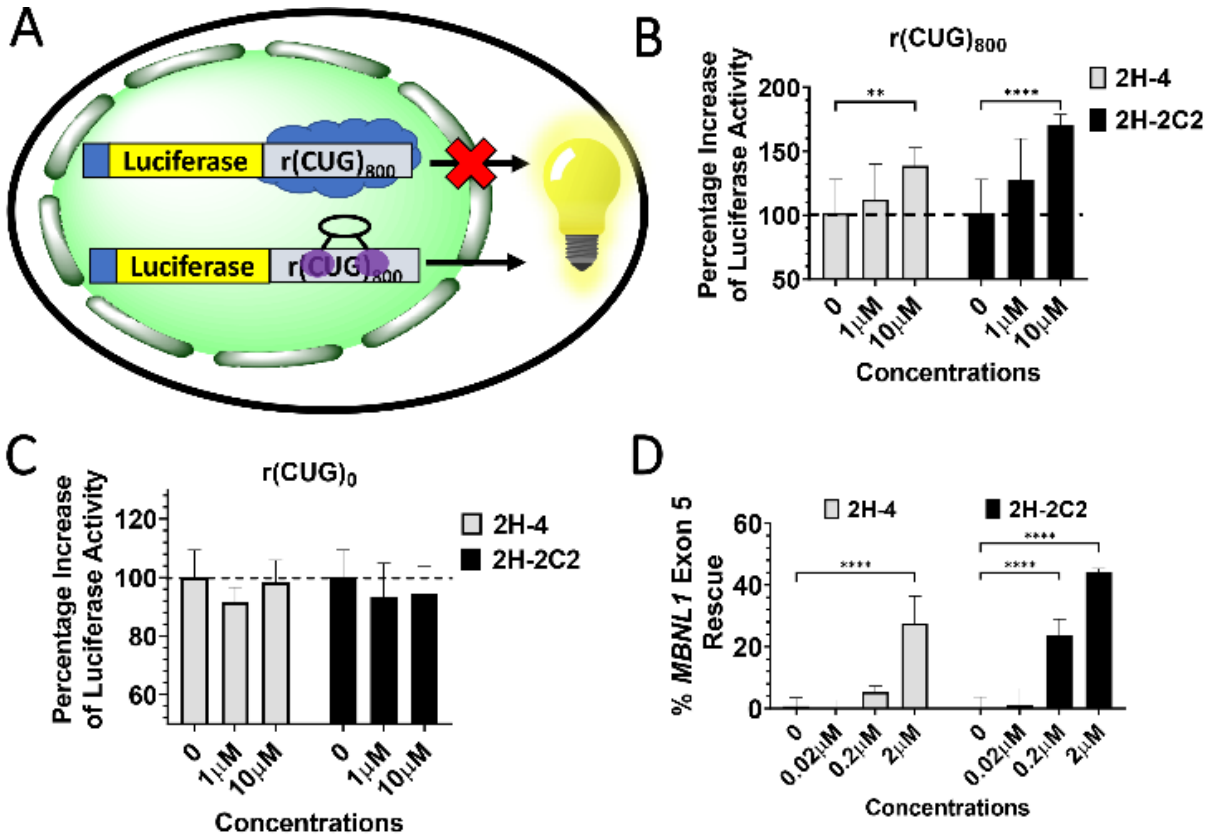 A
Luciferase
r(CUG)800
Luciferase
r(CUG)800
B
r(CUG)800
2H-4
2H-2C2
Percentage Increase
of Luciferase Activity
200
150
100
50
**
****
0
1μM
10μM
0
1μM
10μM
Concentrations
C
r(CUG)0
2H-4
2H-2C2
Percentage Increase
of Luciferase Activity
120
100
80
60
0
1μM
10μM
0
1μM
10μM
Concentrations
D
2H-4
2H-2C2
% MBNL1 Exon 5
Rescue
60
40
20
0
****
****
****
0
0.02μM
0.2μM
2μM
0
0.02μM
0.2μM
2μM
Concentrations